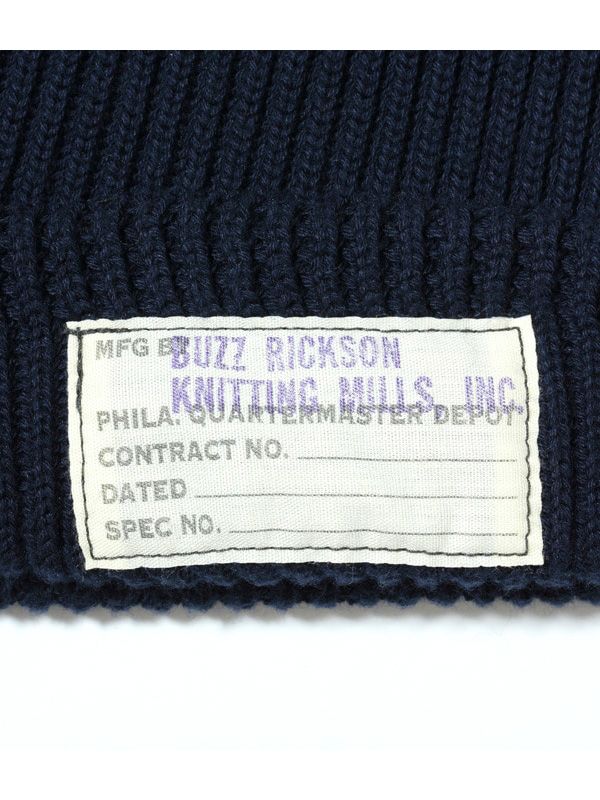 MFG BY BUZZ RICKSON
KNITTING MILLS, INC.
PHILA. QUARTERMASTER DEPOT
CONTRACT NO.
DATED
SPEC NO.